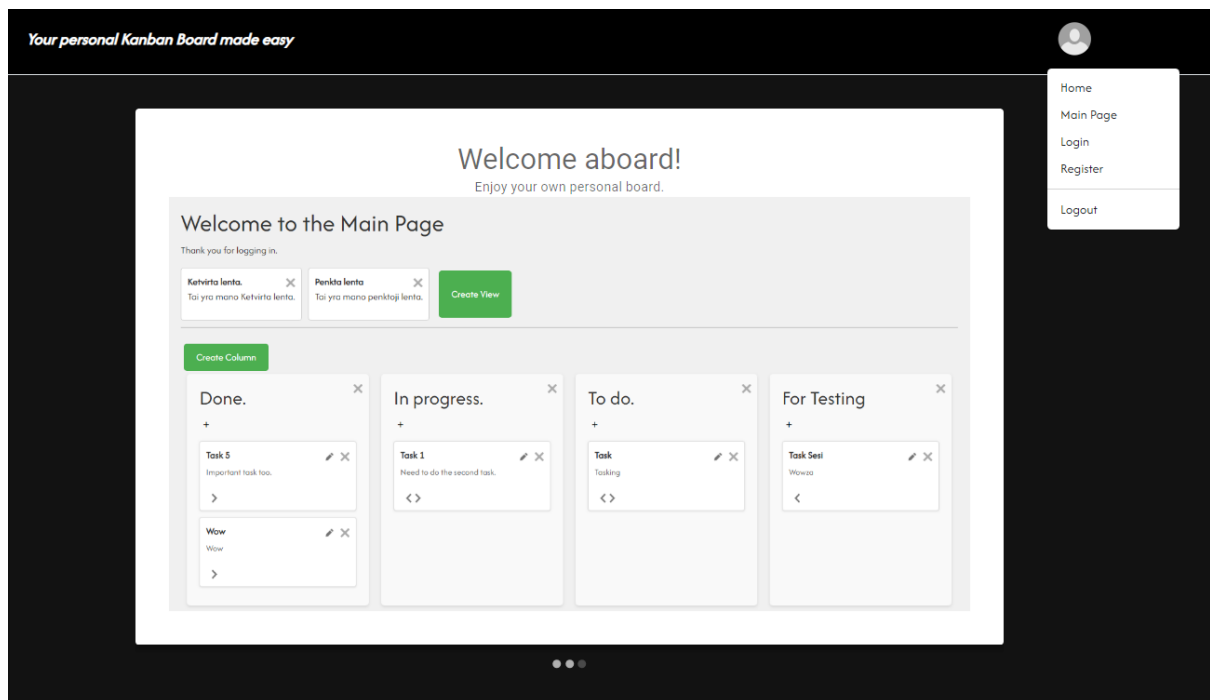 Your personal Kanban Board made easy
Home
Main Page
Login
Register
Logout
Welcome aboard!
Enjoy your own personal board.
Welcome to the Main Page
Thank you for logging in.
Ketvirta lenta.
Tai yra mano Ketvirta lenta.
Penkta lenta
Tai yra mano penktoji lenta.
Create View
Create Column
Done.
+
Task 5
Important task too.
Wow
Wow
In progress.
+
Task 1
Need to do the second task.
To do.
+
Task
Tasking
For Testing
+
Task Sesi
Wowza